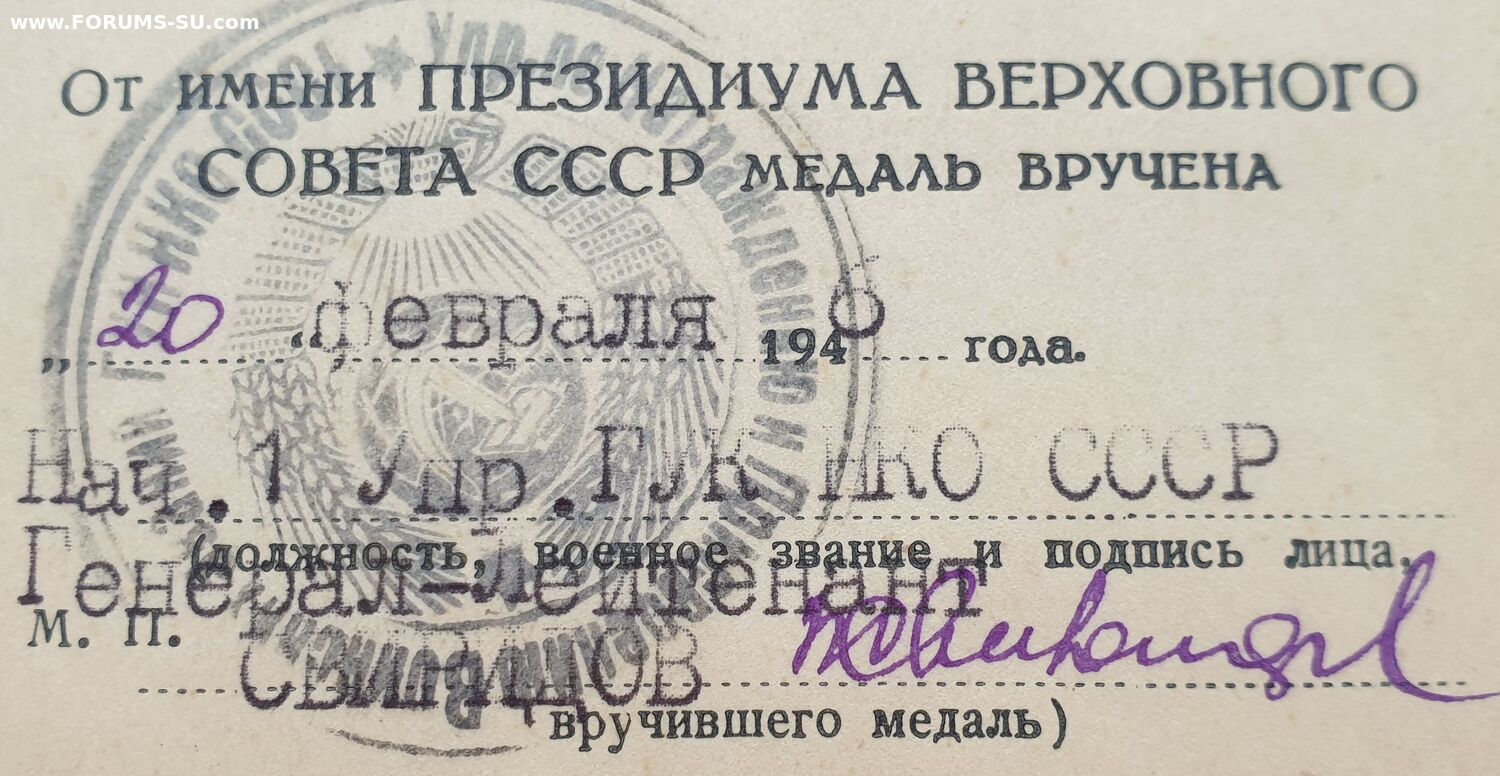 www.FORUMS-SU.com
От имени ПРЕЗИДИУМА ВЕРХОВНОГО
СОВЕТА СССР МЕДАЛЬ ВРУЧЕНА
„20“ февраля 1946 года.
Нач.1 Упр.ГУК НКО СССР
(должность, военное звание и подпись лица,
Генерал-Лейтенант
М. П.
СВИРИДОВ
вручившего медаль)